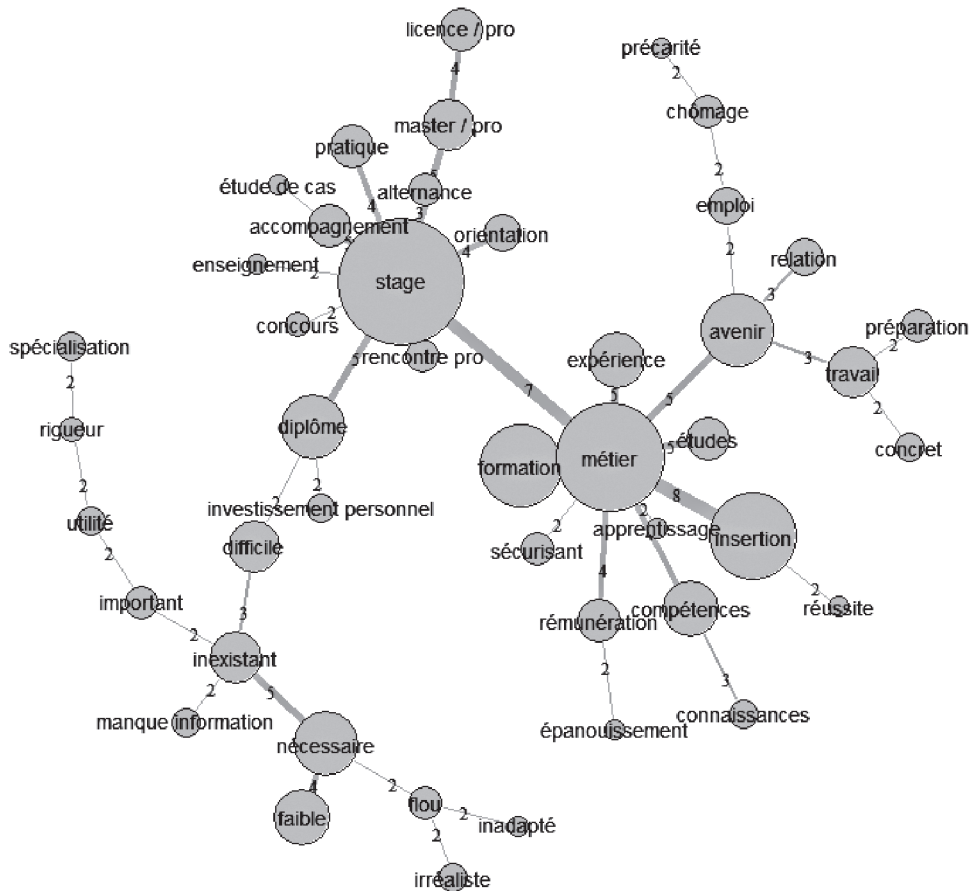 licence / pro
précarité
4
2
chômage
master / pro
pratique
2
étude de cas
alternance
4
3
emploi
accompagnement
orientation
4
2
relation
enseignement
2
stage
3
concours
2
avenir
préparation
spécialisation
5
rencontre pro
expérience
3
2
travail
2
7
5
5
2
rigueur
diplôme
études
5
concret
formation
métier
2
2
2
8
investissement personnel
2
apprentissage
utilité
insertion
2
difficile
sécurisant
2
4
2
important
3
rémunération
compétences
réussite
2
inexistant
2
3
2
5
manque information
épanouissement
connaissances
nécessaire
4
2
flou
2
faible
inadapté
2
irréaliste